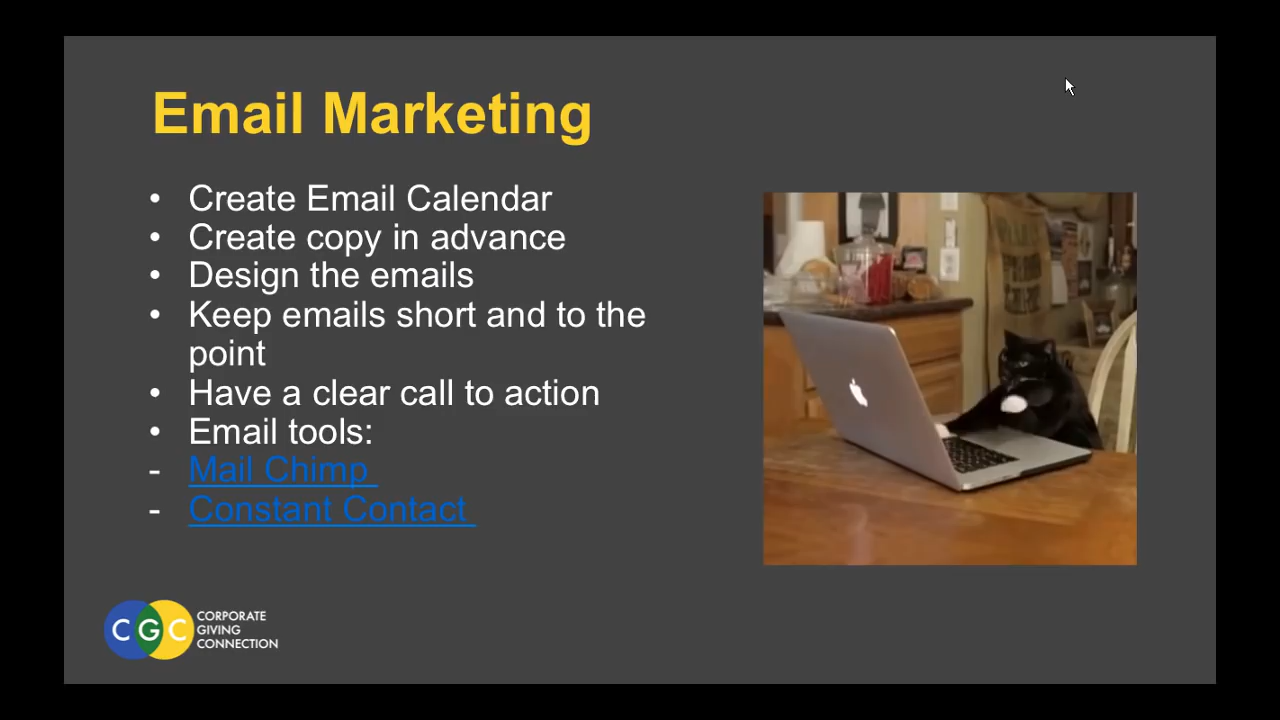 Email Marketing
• Create Email Calendar
• Create copy in advance
• Design the emails
• Keep emails short and to the
point
• Have a clear call to action
• Email tools:
- Mail Chimp
- Constant Contact
CGC
CORPORATE
GIVING
CONNECTION